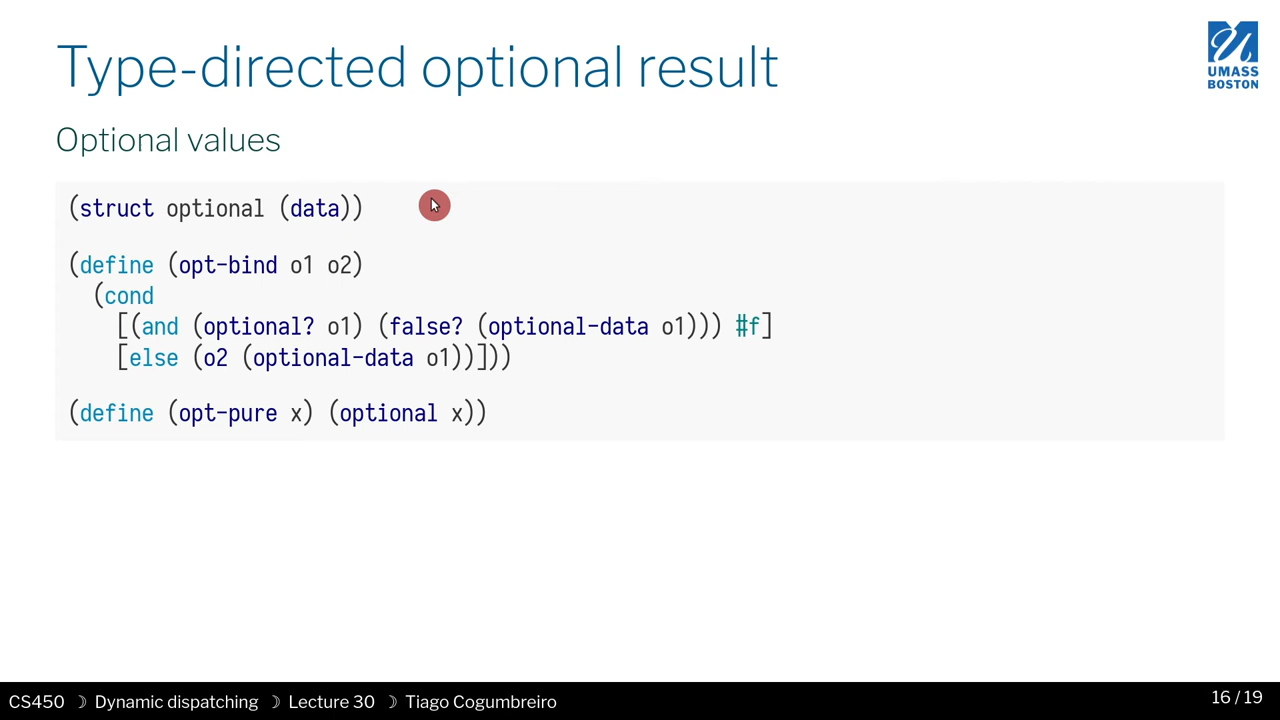 Type-directed optional result
UMASS
BOSTON
Optional values
(struct optional (data))
(define (opt-bind o1 o2)
  (cond
    [(and (optional? o1) (false? (optional-data o1))) #f]
    [else (o2 (optional-data o1))]))
(define (opt-pure x) (optional x))
CS450 ☽ Dynamic dispatching ☽ Lecture 30 ☽ Tiago Cogumbreiro
16 / 19